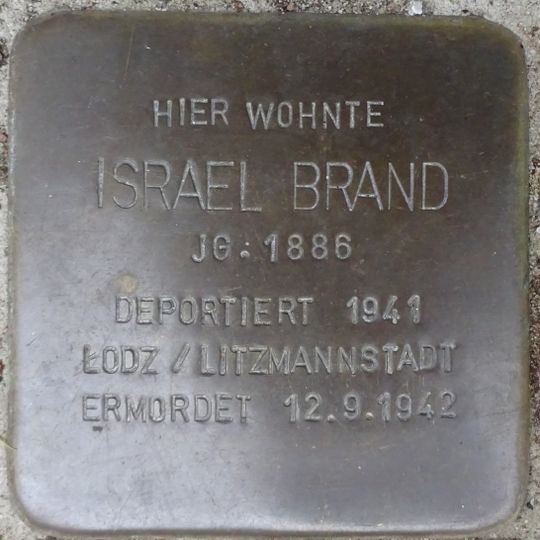 HIER WOHNTE
ISRAEL BRAND
JG. 1886
DEPORTIERT 1941
ŁODZ / LITZMANNSTADT
ERMORDET 12.9.1942